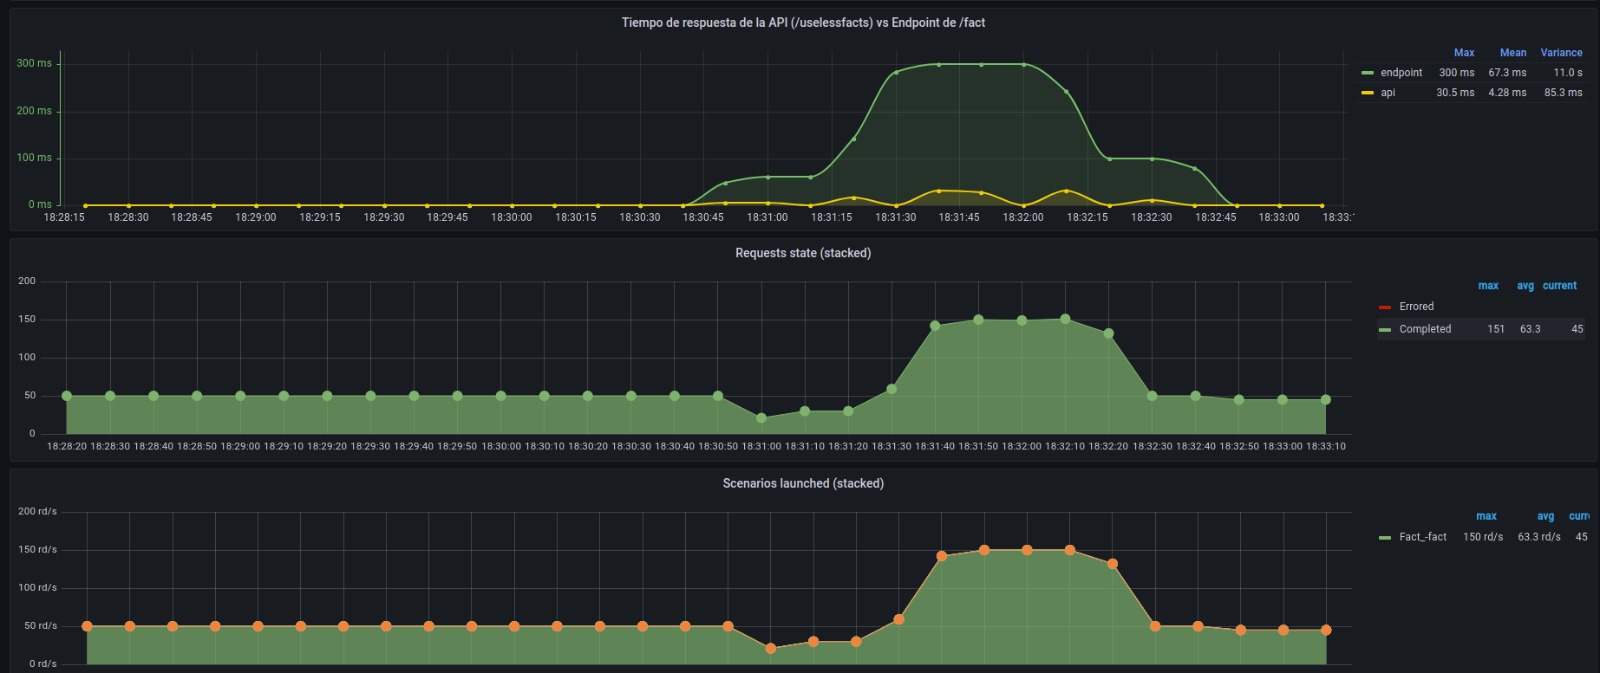 Tiempo de respuesta de la API (/uselessfacts) vs Endpoint de /fact
300 ms
200 ms
100 ms
0 ms
18:28:15 18:28:30 18:28:45 18:29:00 18:29:15 18:29:30 18:29:45 18:30:00 18:30:15 18:30:30 18:30:45 18:31:00 18:31:15 18:31:30 18:31:45 18:32:00 18:32:15 18:32:30 18:32:45 18:33:00 18:33:
Max Mean Variance
endpoint 300 ms 67.3 ms 11.0 s
api 30.5 ms 4.28 ms 85.3 ms
Requests state (stacked)
200
150
100
50
0
18:28:20 18:28:30 18:28:40 18:28:50 18:29:00 18:29:10 18:29:20 18:29:30 18:29:40 18:29:50 18:30:00 18:30:10 18:30:20 18:30:30 18:30:40 18:30:50 18:31:00 18:31:10 18:31:20 18:31:30 18:31:40 18:31:50 18:32:00 18:32:10 18:32:20 18:32:30 18:32:40 18:32:50 18:33:00 18:33:10
max avg current
Errored
Completed 151 63.3 45
Scenarios launched (stacked)
200 rd/s
150 rd/s
100 rd/s
50 rd/s
0 rd/s
max avg curr
Fact_-fact 150 rd/s 63.3 rd/s 45